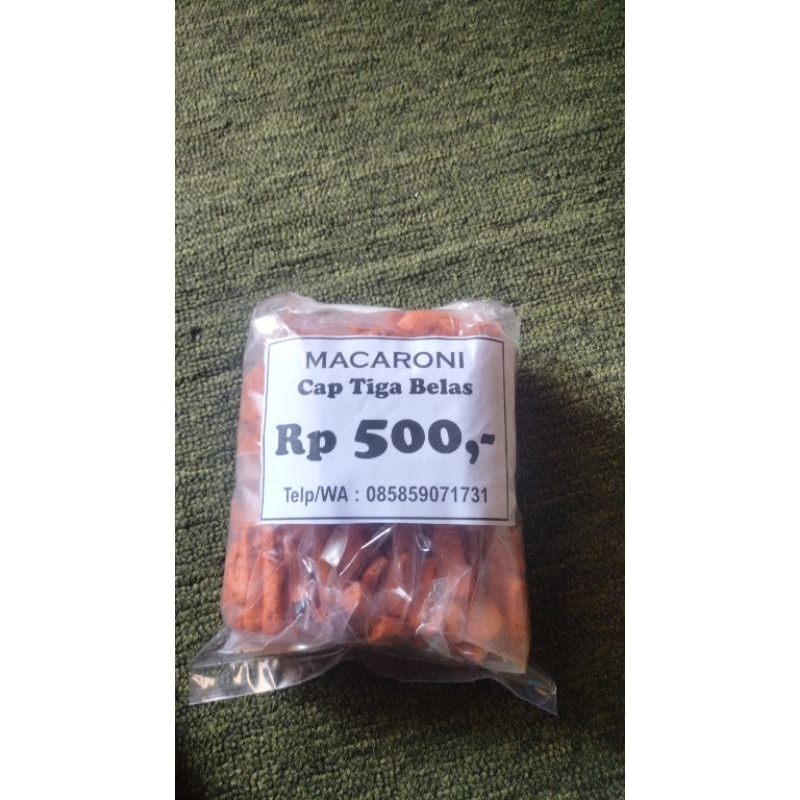 MACARONI
Cap Tiga Belas
Rp 500,-
Telp/WA : 085859071731